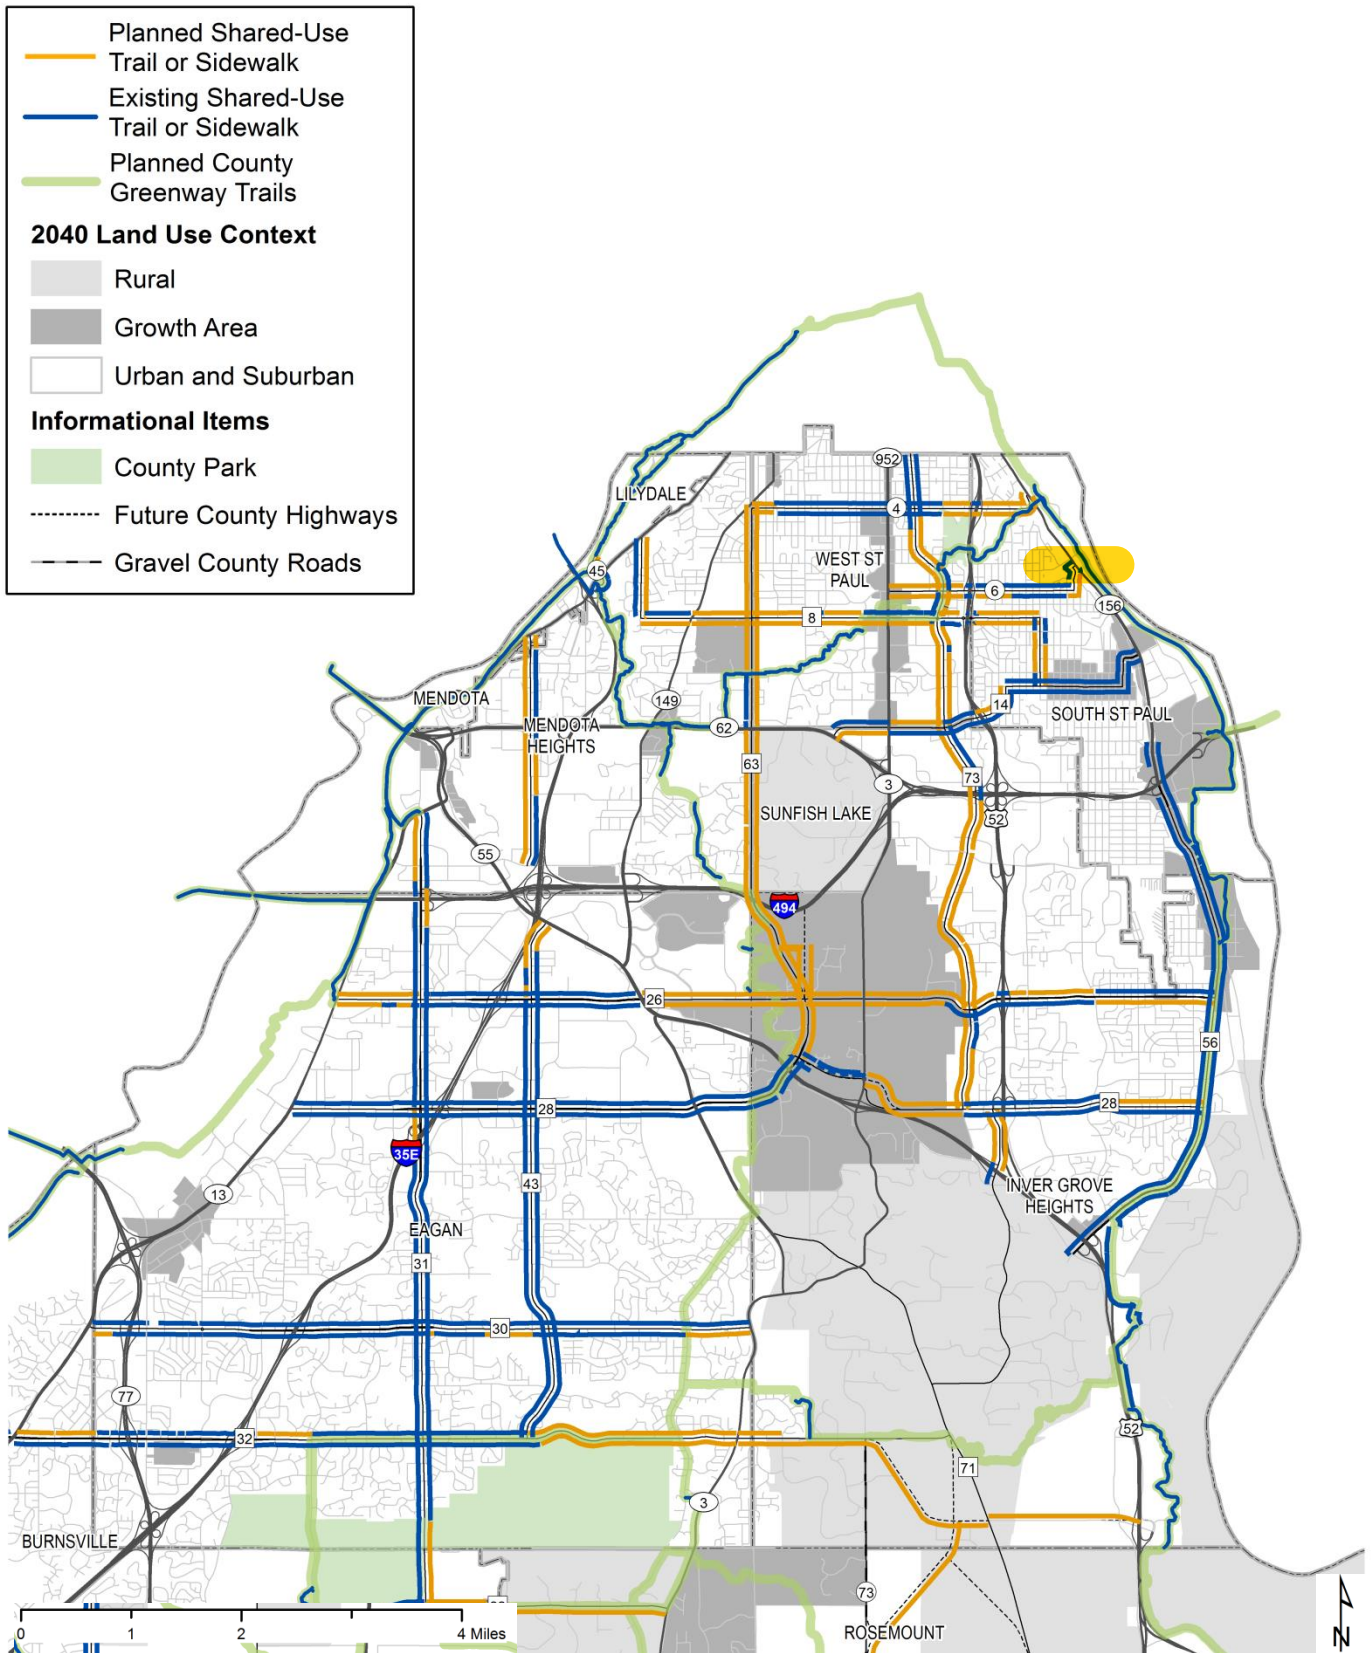 Planned Shared-Use
Trail or Sidewalk
Existing Shared-Use
Trail or Sidewalk
Planned County
Greenway Trails
2040 Land Use Context
Rural
Growth Area
Urban and Suburban
Informational Items
County Park
Future County Highways
Gravel County Roads
952
LILYDALE
4
WEST ST
PAUL
45
6
156
8
MENDOTA
149
14
SOUTH ST PAUL
MENDOTA
HEIGHTS
62
63
73
3
SUNFISH LAKE
52
55
494
26
56
28
28
35E
43
13
INVER GROVE
HEIGHTS
EAGAN
31
30
77
32
52
71
3
BURNSVILLE
73
ROSEMOUNT
0 1 2 4 Miles
N